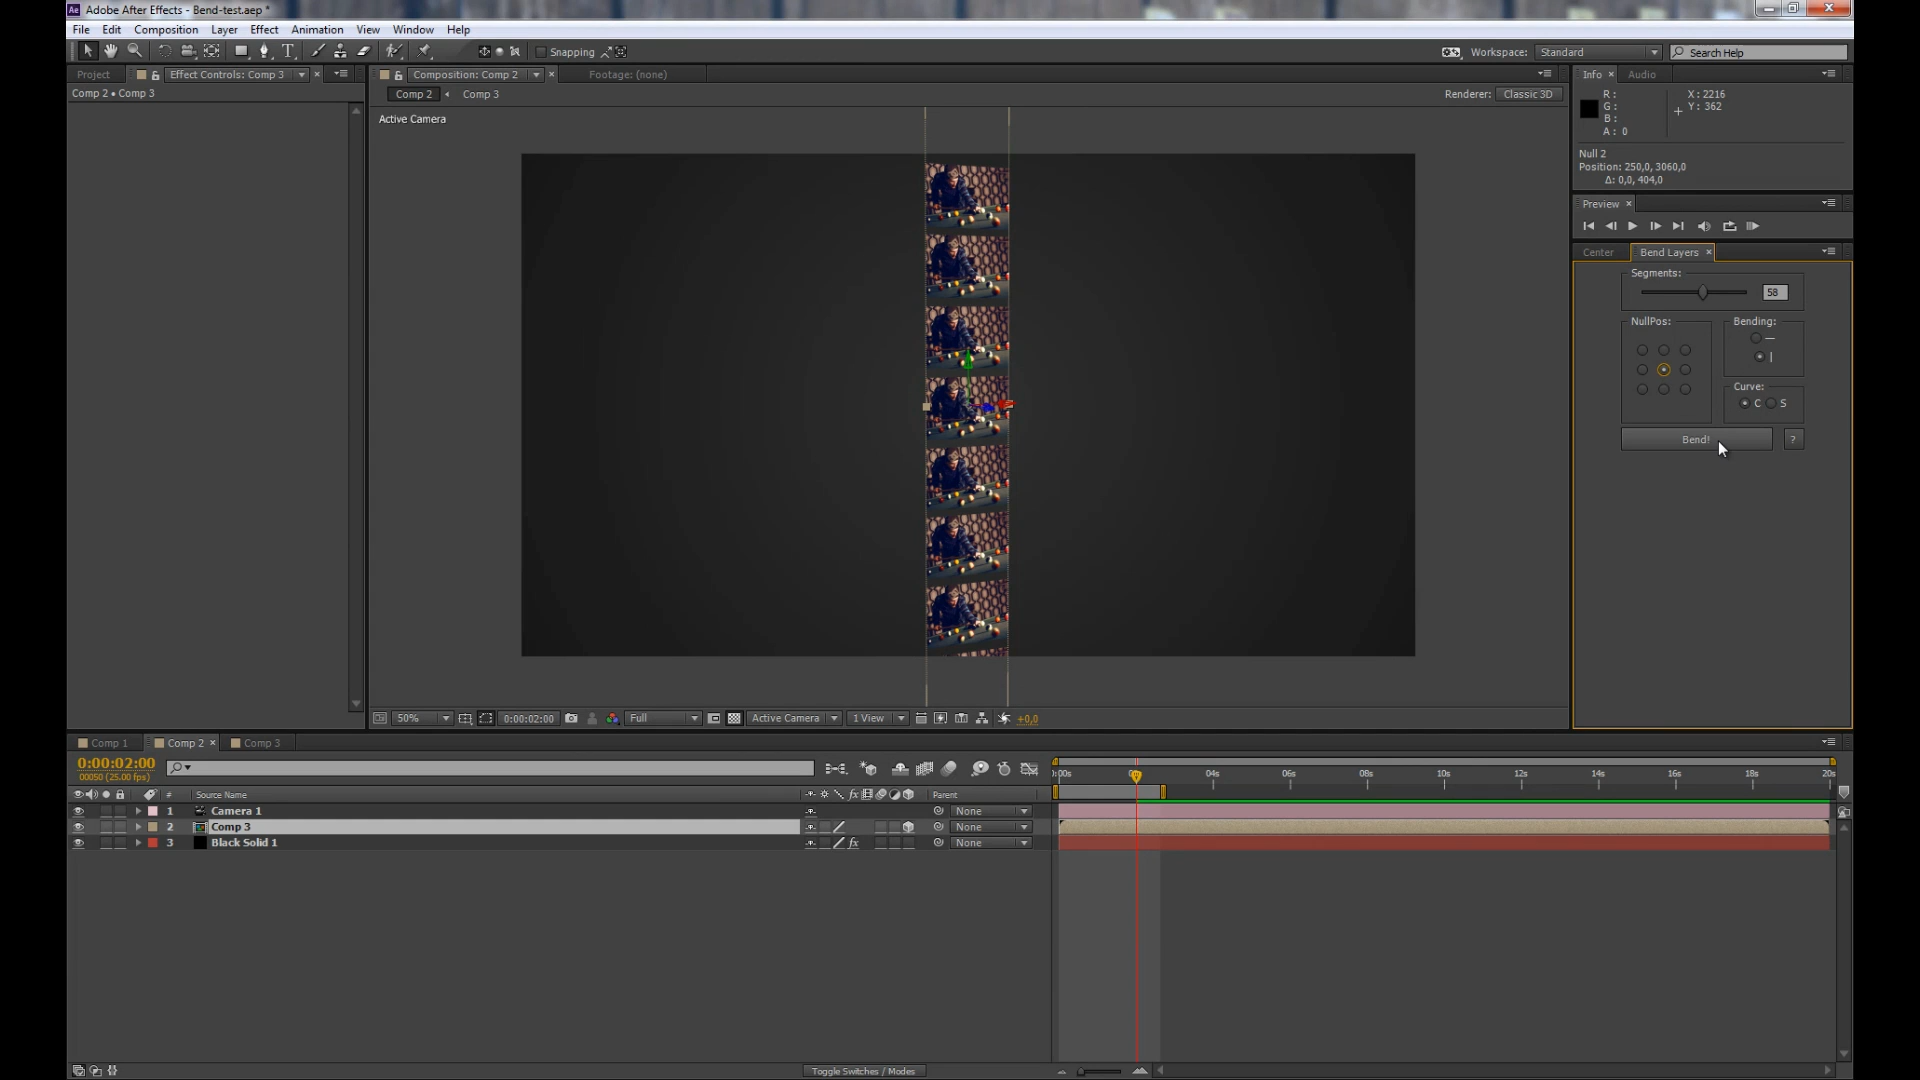 Ae Adobe After Effects - Bend-test.aep *
File Edit Composition Layer Effect Animation View Window Help
Snapping
Workspace: Standard
Search Help
Project
Effect Controls: Comp 3
Composition: Comp 2
Footage: (none)
Info
Audio
Comp 2 • Comp 3
Comp 2
Comp 3
Renderer: Classic 3D
Active Camera
R :
G :
B :
A : 0
X : 2216
Y : 362
Null 2
Position: 250,0, 3060,0
Δ: 0,0, 404,0
Preview
Center
Bend Layers
Segments:
58
NullPos:
Bending:
—
|
Curve:
C
S
Bend!
?
50%
0:00:02:00
Full
Active Camera
1 View
+0,0
Comp 1
Comp 2
Comp 3
0:00:02:00
00050 (25.00 fps)
04s 06s 08s 10s 12s 14s 16s 18s 20s
# Source Name
fx
Parent
1 Camera 1 None
2 Comp 3 None
3 Black Solid 1 fx None
Toggle Switches / Modes